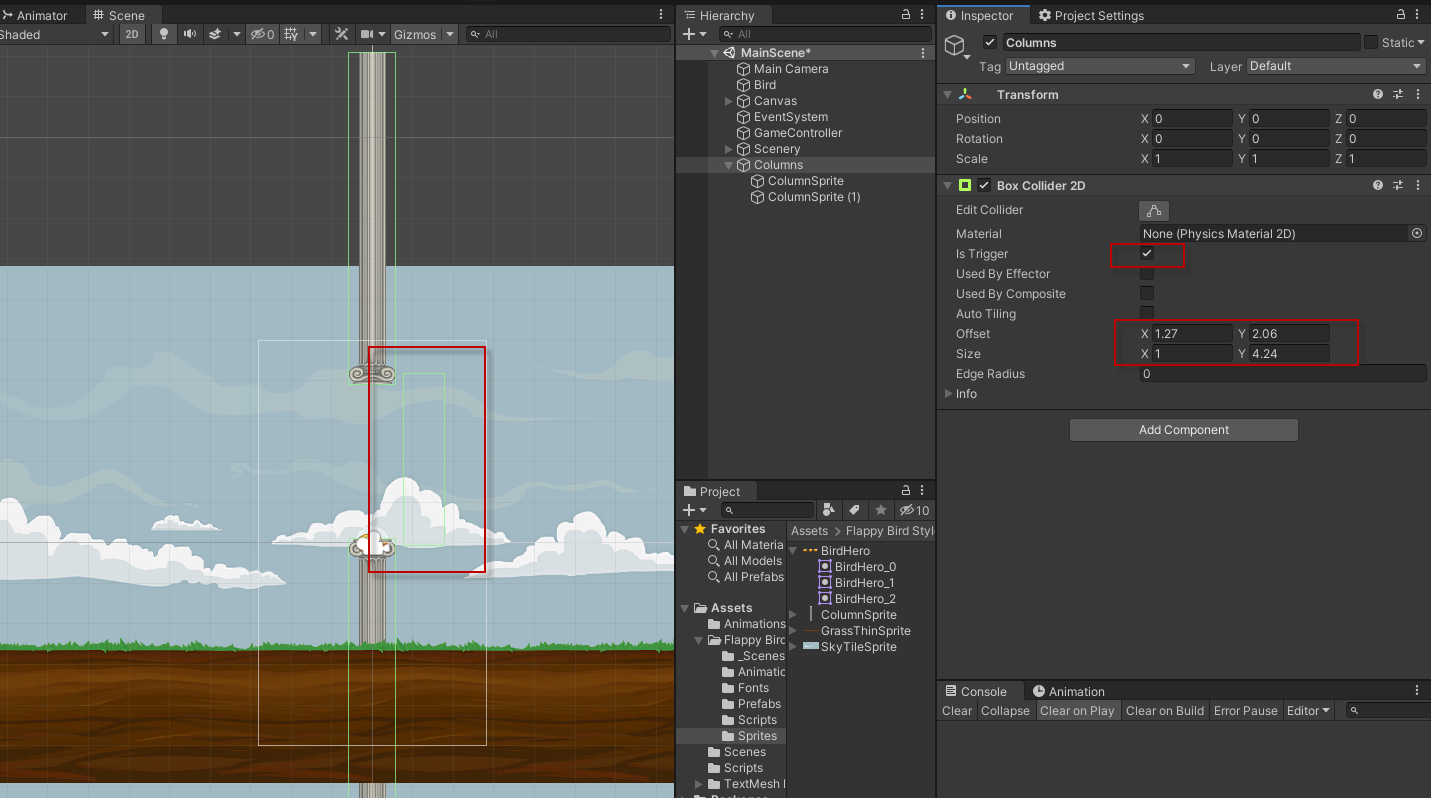 Animator
Scene
Shaded
2D
0
Gizmos
All
Hierarchy
All
MainScene*
Main Camera
Bird
Canvas
EventSystem
GameController
Scenery
Columns
ColumnSprite
ColumnSprite (1)
Project
10
Favorites
All Materia
All Models
All Prefabs
Assets
Animations
Flappy Bird
_Scenes
Animatic
Fonts
Prefabs
Scripts
Sprites
Scenes
Scripts
TextMesh
Assets > Flappy Bird Styl
BirdHero
BirdHero_0
BirdHero_1
BirdHero_2
ColumnSprite
GrassThinSprite
SkyTileSprite
Inspector
Project Settings
Columns
Static
Tag Untagged Layer Default
Transform
Position X 0 Y 0 Z 0
Rotation X 0 Y 0 Z 0
Scale X 1 Y 1 Z 1
Box Collider 2D
Edit Collider
Material None (Physics Material 2D)
Is Trigger
Used By Effector
Used By Composite
Auto Tiling
Offset X 1.27 Y 2.06
Size X 1 Y 4.24
Edge Radius 0
Info
Add Component
Console
Animation
Clear Collapse Clear on Play Clear on Build Error Pause Editor